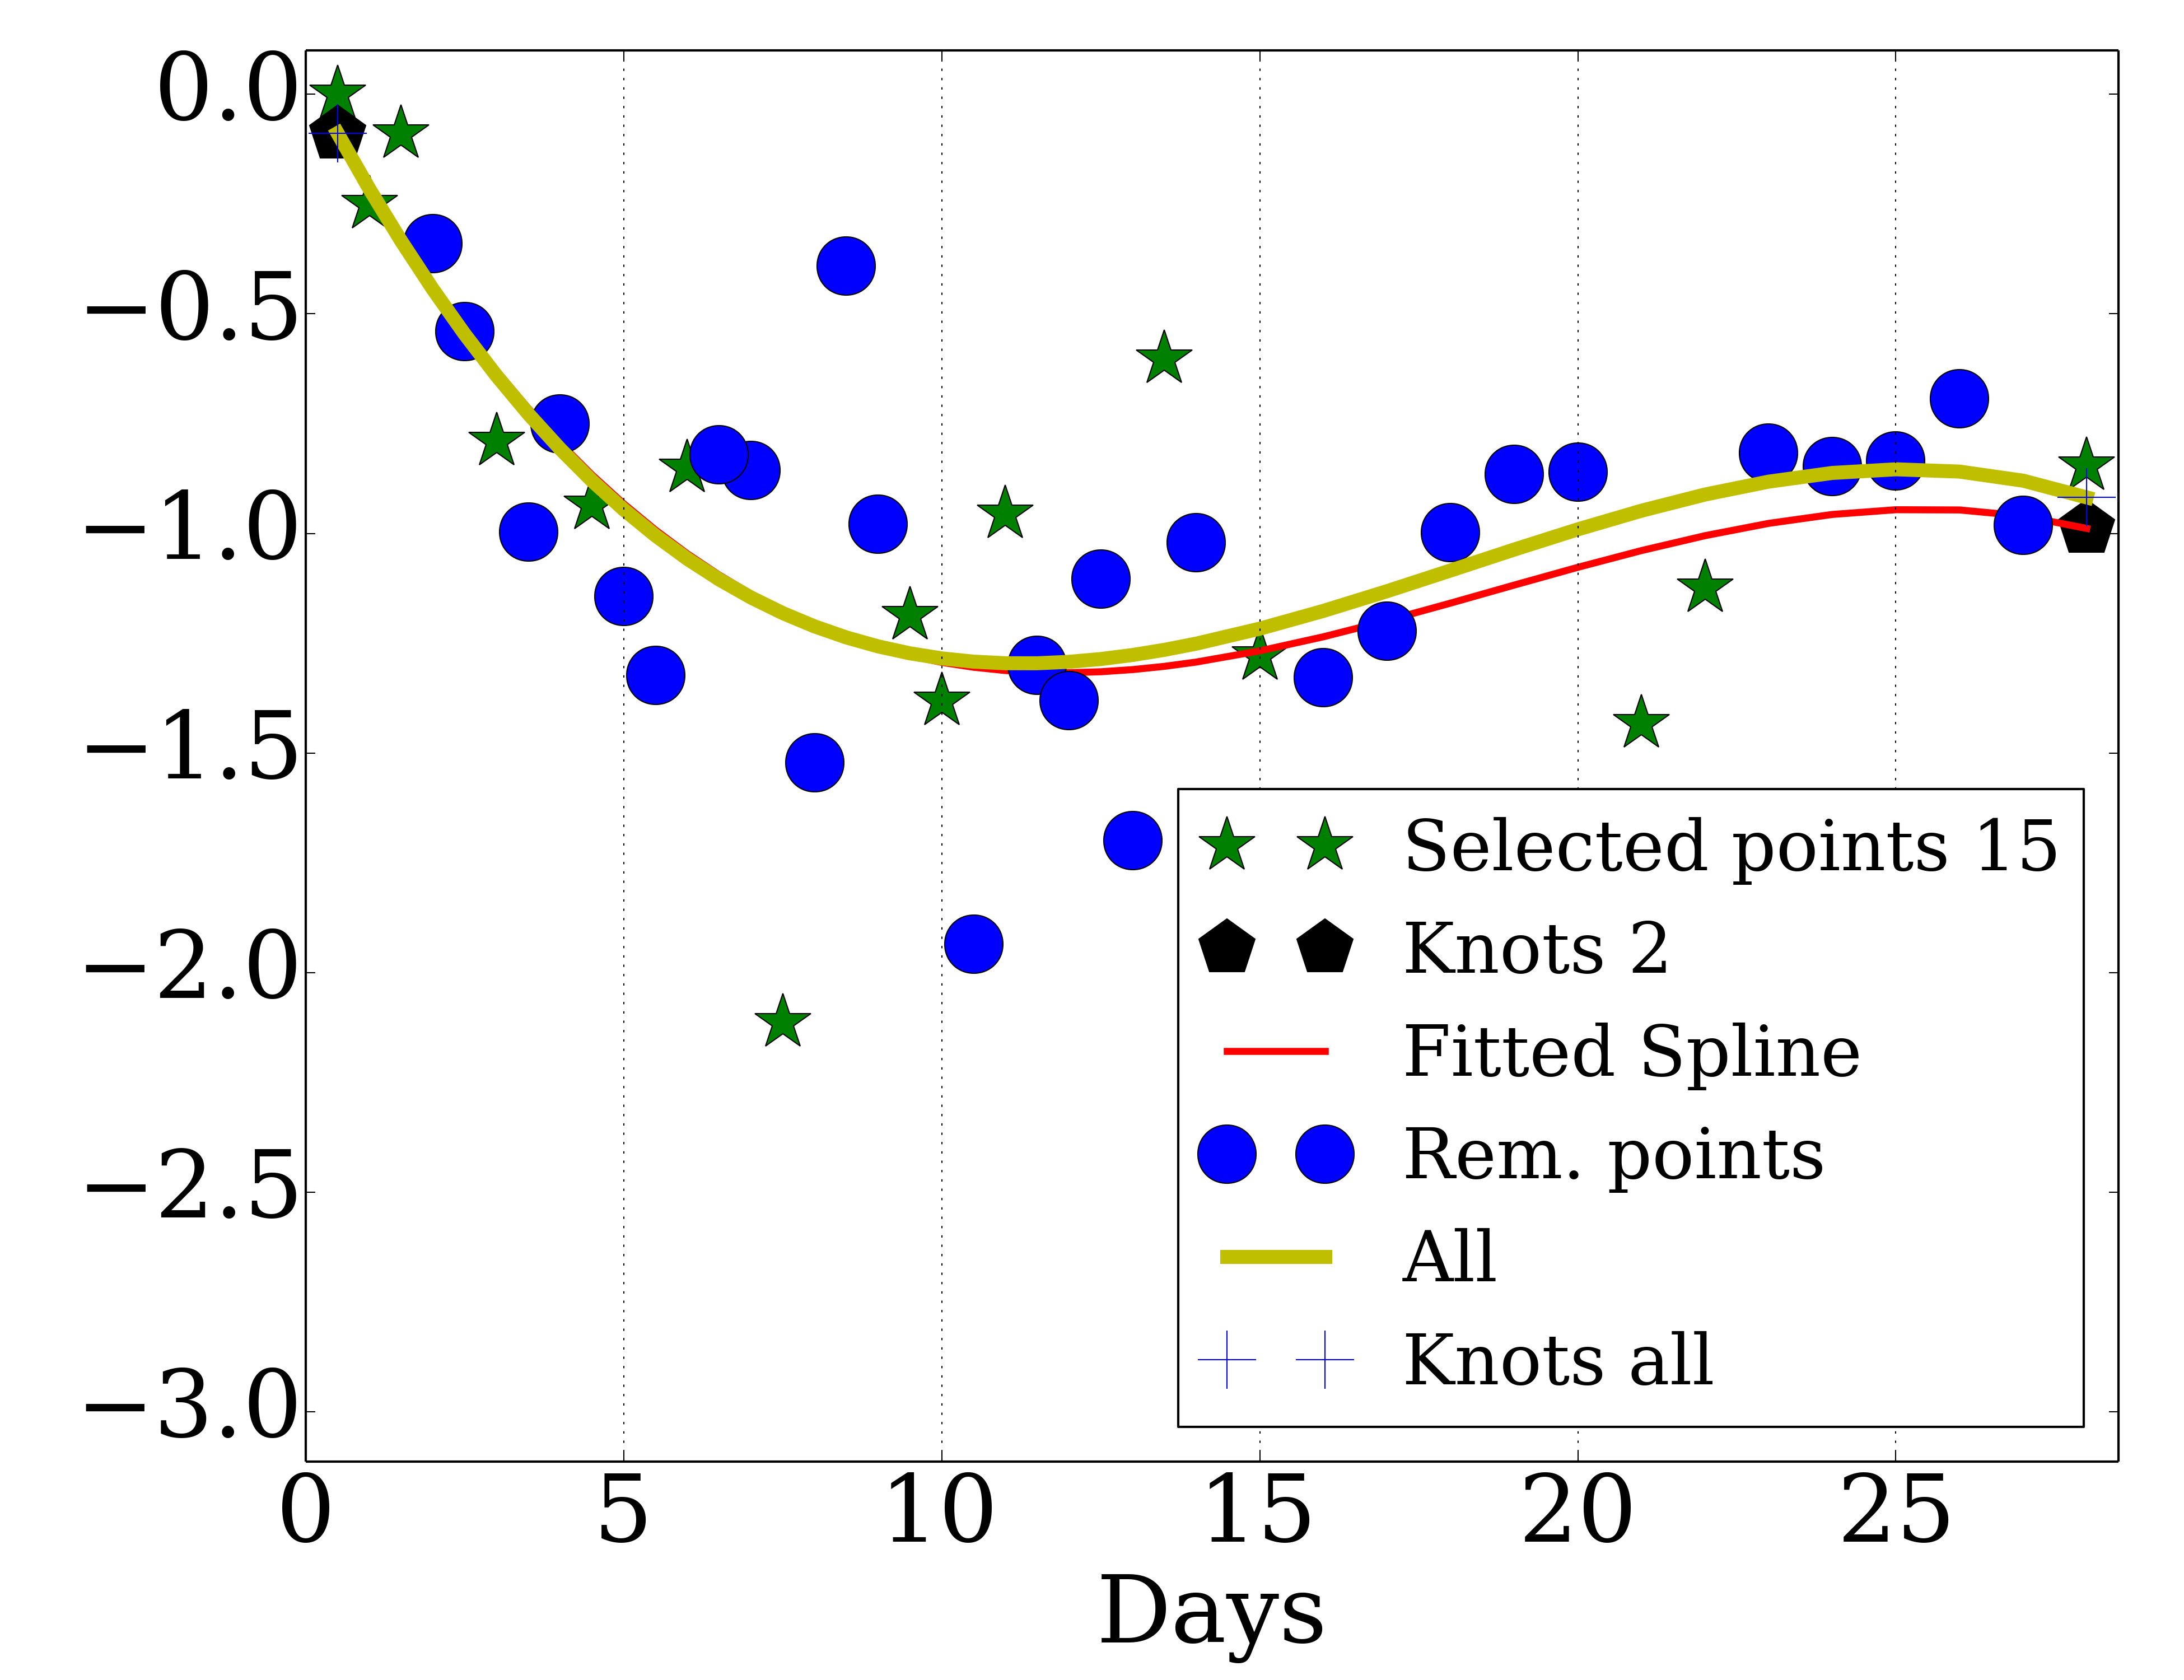 0.0
−0.5
−1.0
−1.5
−2.0
−2.5
−3.0
Selected points 15
Knots 2
Fitted Spline
Rem. points
All
Knots all
0 5 10 15 20 25
Days